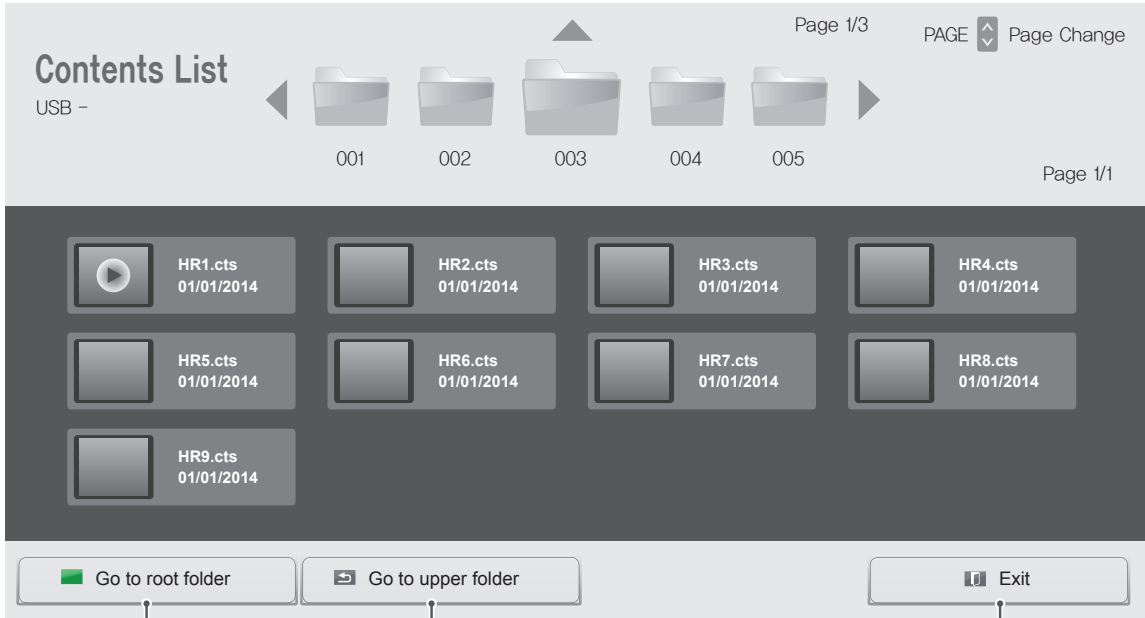 Page 1/3
PAGE Page Change
Contents List
USB -
001 002 003 004 005
Page 1/1
HR1.cts
01/01/2014
HR2.cts
01/01/2014
HR3.cts
01/01/2014
HR4.cts
01/01/2014
HR5.cts
01/01/2014
HR6.cts
01/01/2014
HR7.cts
01/01/2014
HR8.cts
01/01/2014
HR9.cts
01/01/2014
Go to root folder
Go to upper folder
Exit